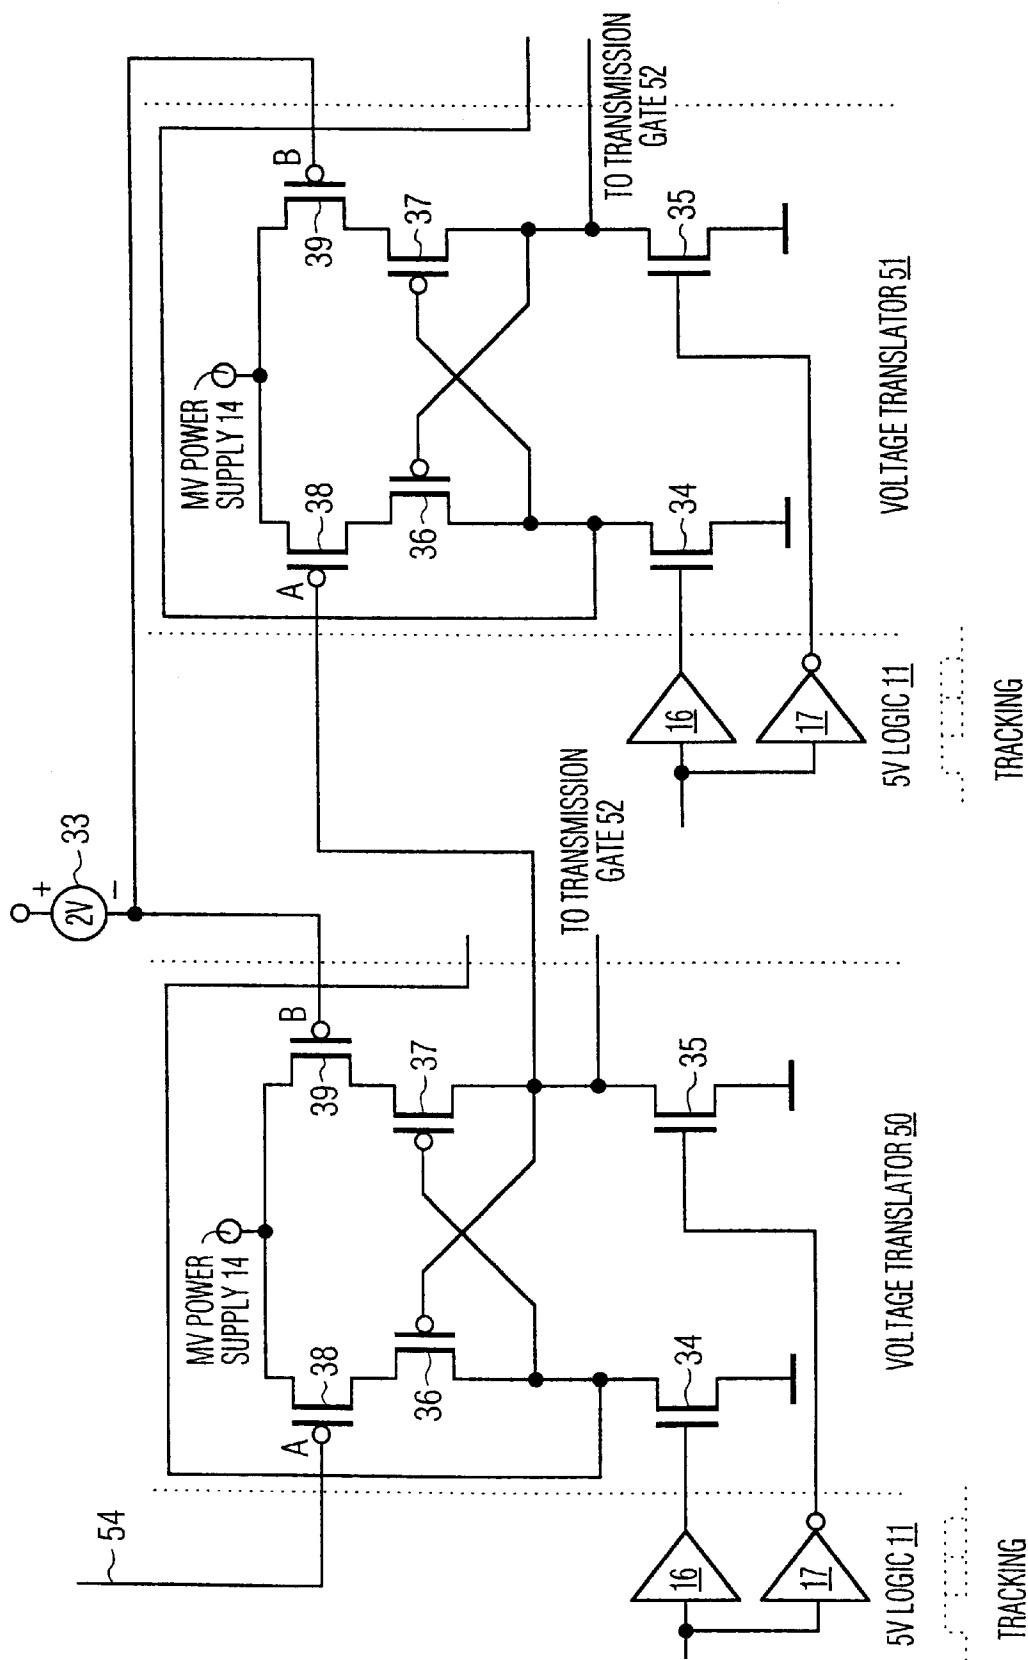 54
A
38
MV POWER
SUPPLY 14
36
39
B
37
34
35
16
17
5V LOGIC 11
TRACKING
VOLTAGE TRANSLATOR 50
TO TRANSMISSION
GATE 52
+
2V
−
33
A
38
MV POWER
SUPPLY 14
36
39
B
37
34
35
16
17
5V LOGIC 11
TRACKING
VOLTAGE TRANSLATOR 51
TO TRANSMISSION
GATE 52